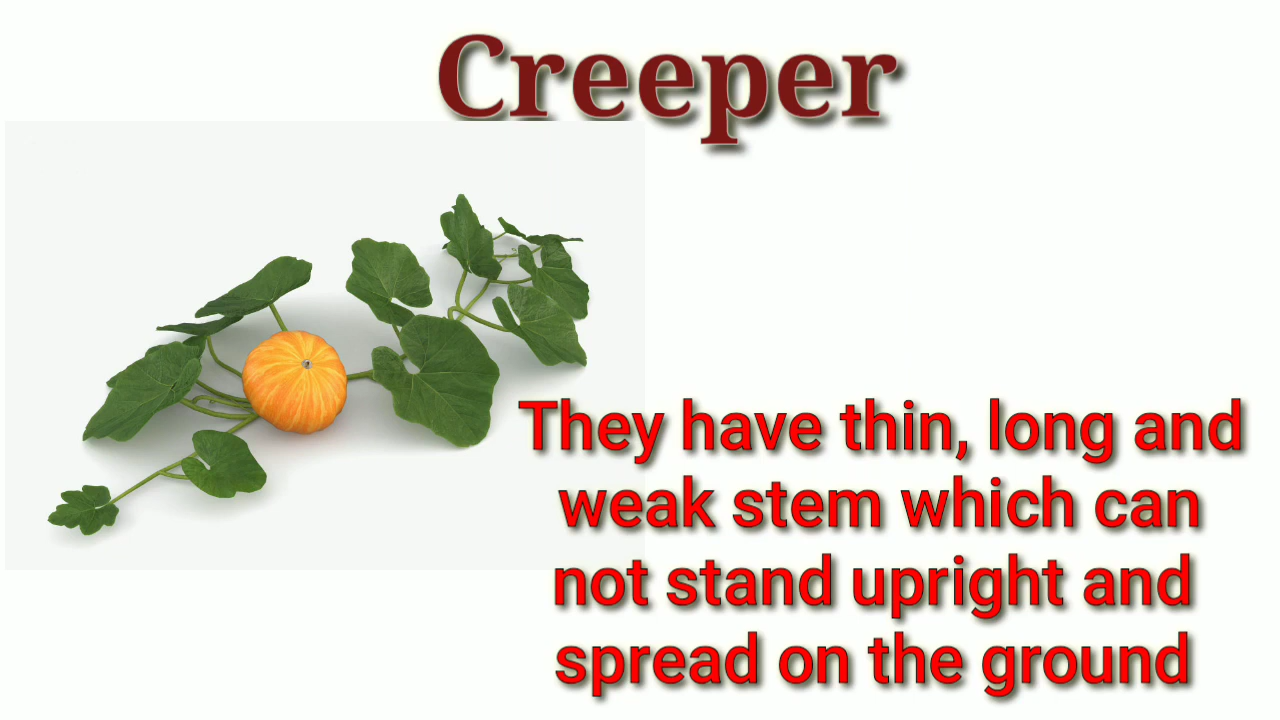 Creeper
They have thin, long and
weak stem which can
not stand upright and
spread on the ground